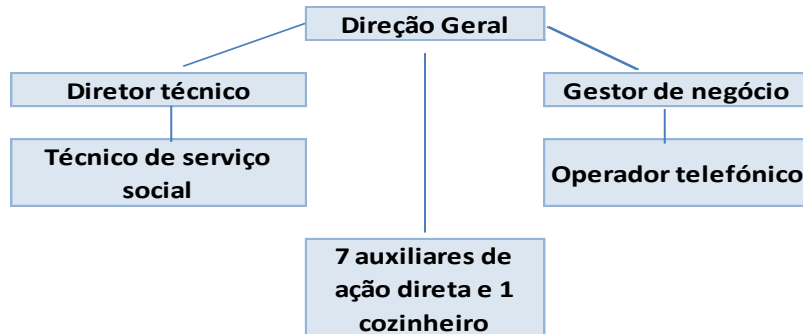 Direção Geral
Diretor técnico
Gestor de negócio
Técnico de serviço
social
Operador telefónico
7 auxiliares de
ação direta e 1
cozinheiro